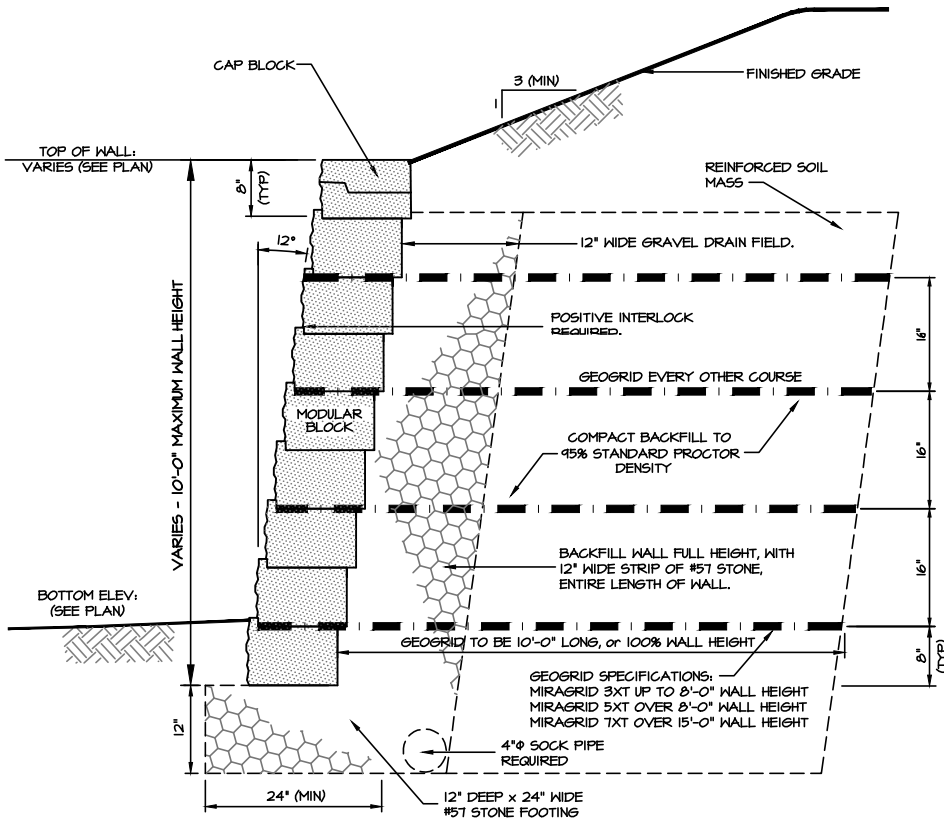 CAP BLOCK
3 (MIN)
1
FINISHED GRADE
TOP OF WALL:
VARIES (SEE PLAN)
8"
(TYP)
REINFORCED SOIL
MASS
12°
12" WIDE GRAVEL DRAIN FIELD.
POSITIVE INTERLOCK
REQUIRED.
16"
VARIES - 10'-0" MAXIMUM WALL HEIGHT
GEOGRID EVERY OTHER COURSE
MODULAR
BLOCK
COMPACT BACKFILL TO
95% STANDARD PROCTOR
DENSITY
16"
BACKFILL WALL FULL HEIGHT, WITH
12" WIDE STRIP OF #57 STONE,
ENTIRE LENGTH OF WALL.
16"
BOTTOM ELEV:
(SEE PLAN)
GEOGRID TO BE 10'-0" LONG, or 100% WALL HEIGHT
8"
(TYP)
GEOGRID SPECIFICATIONS:
MIRAGRID 3XT UP TO 8'-0" WALL HEIGHT
MIRAGRID 5XT OVER 8'-0" WALL HEIGHT
MIRAGRID 7XT OVER 15'-0" WALL HEIGHT
12"
4"Φ SOCK PIPE
REQUIRED
24" (MIN)
12" DEEP x 24" WIDE
#57 STONE FOOTING